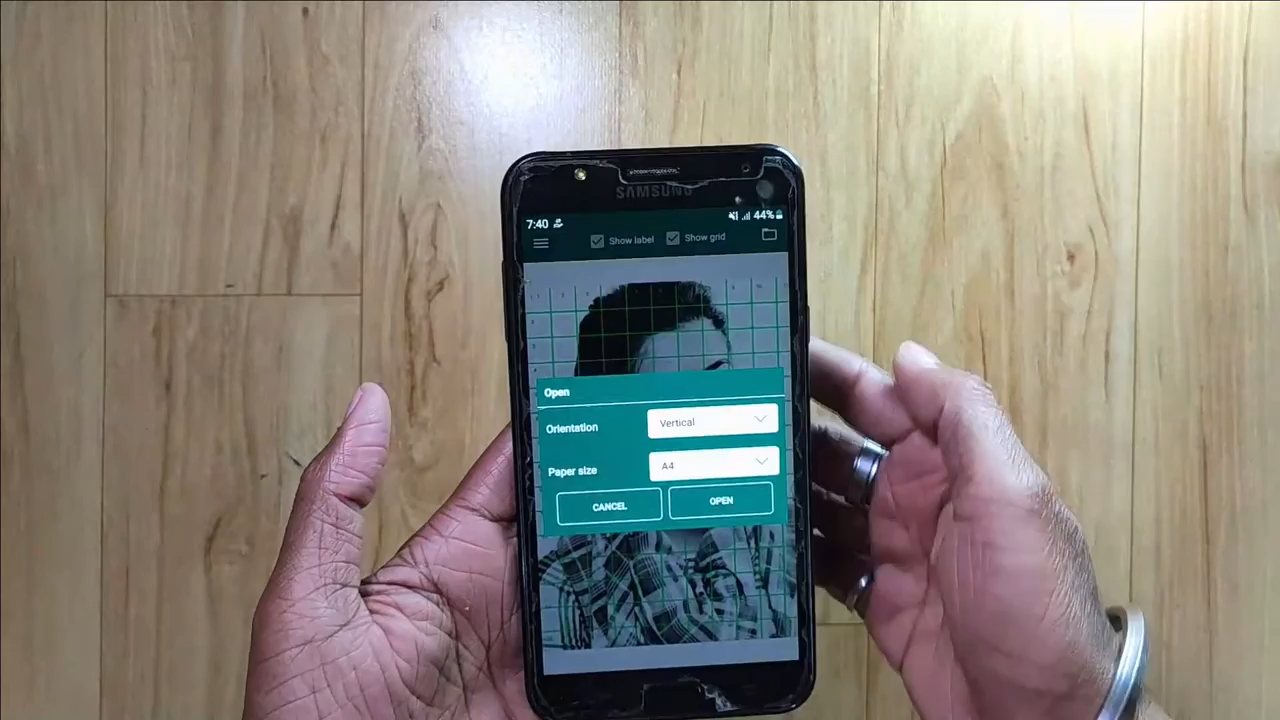 SAMSUNG
7:40 44%
Show label Show grid
Open
Orientation Vertical
Paper size A4
CANCEL OPEN